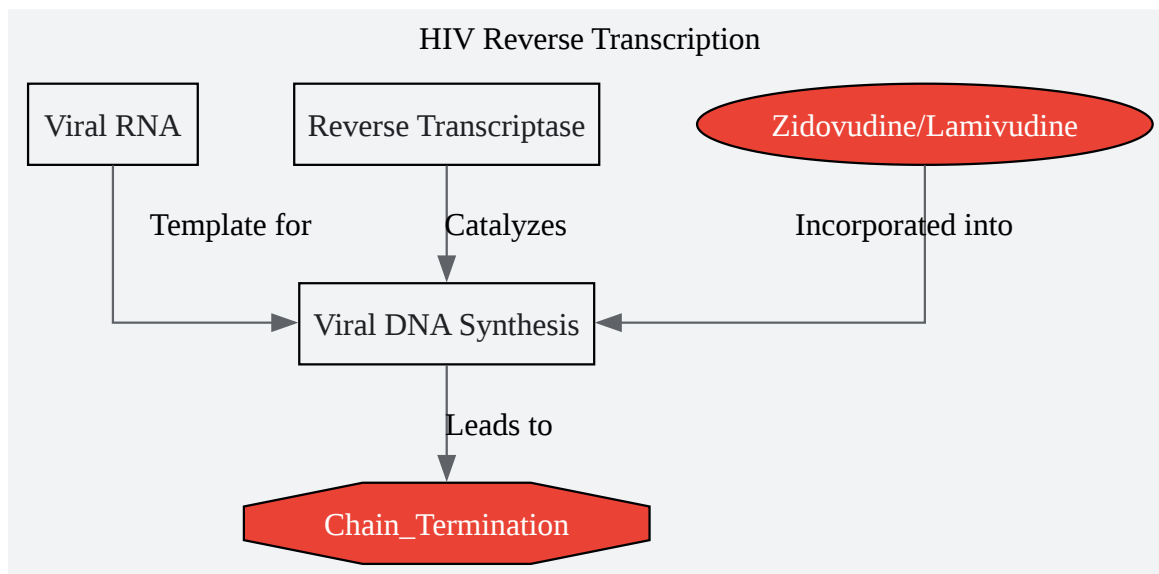 HIV Reverse Transcription
Viral RNA
Reverse Transcriptase
Zidovudine/Lamivudine
Template for
Catalyzes
Incorporated into
Viral DNA Synthesis
Leads to
Chain_Termination